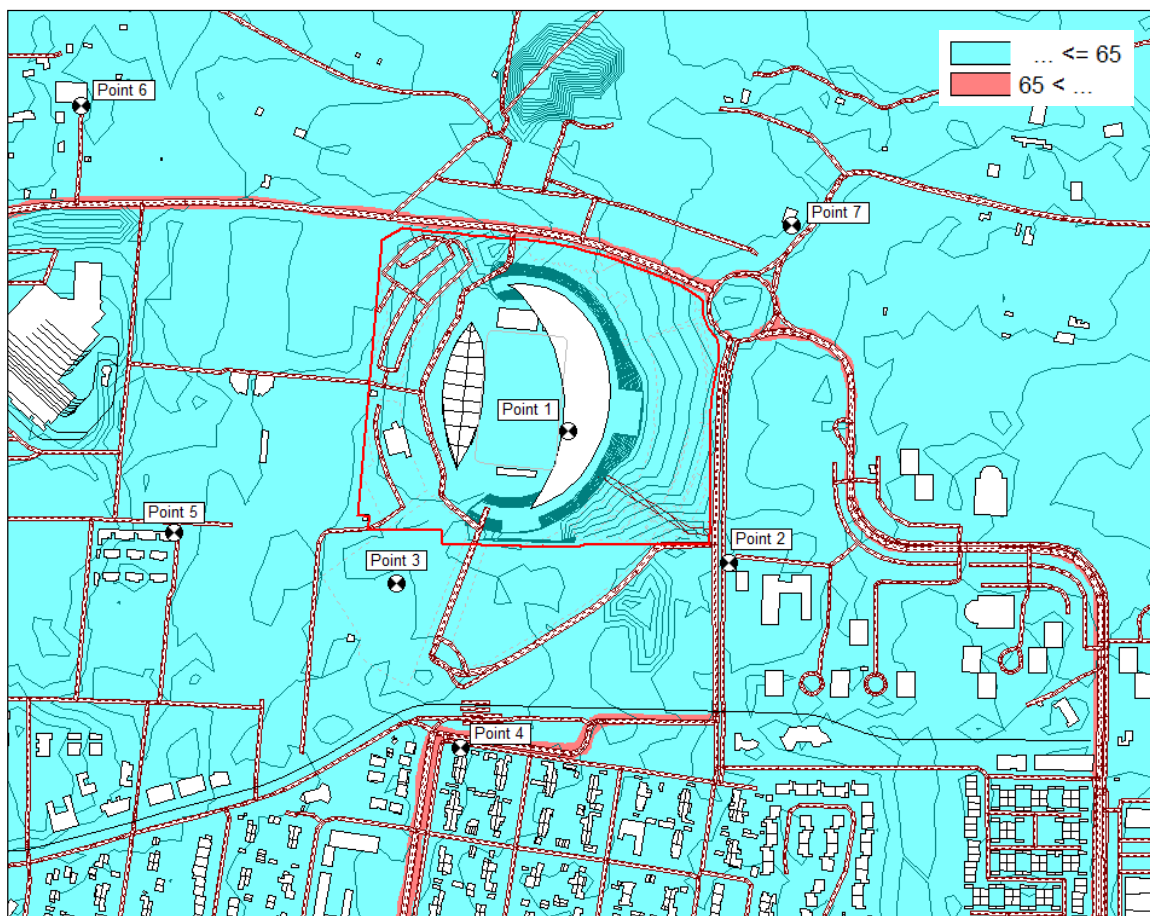 ... <= 65
65 < ...
Point 6
Point 7
Point 1
Point 5
Point 2
Point 3
Point 4